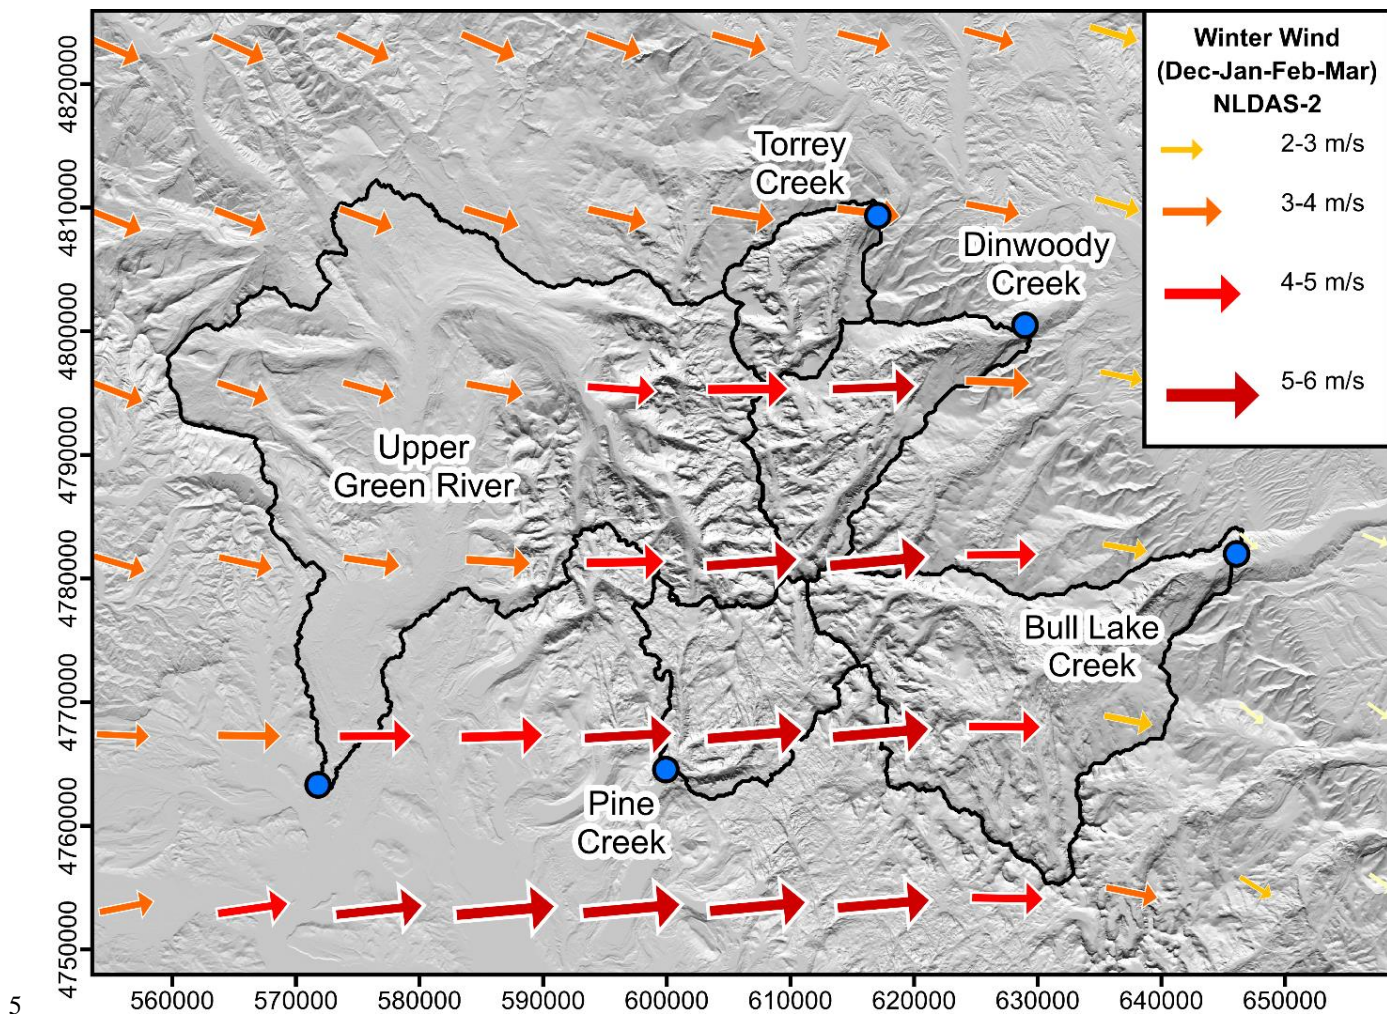 Winter Wind
(Dec-Jan-Feb-Mar)
NLDAS-2
2-3 m/s
3-4 m/s
4-5 m/s
5-6 m/s
Torrey
Creek
Dinwoody
Creek
Upper
Green River
Bull Lake
Creek
Pine
Creek
4820000
4810000
4800000
4790000
4780000
4770000
4760000
4750000
560000 570000 580000 590000 600000 610000 620000 630000 640000 650000
5